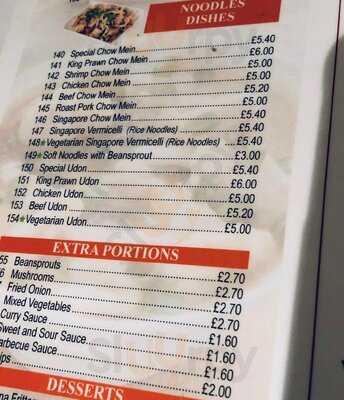 NOODLES
DISHES
140 Special Chow Mein £5.40
141 King Prawn Chow Mein £6.00
142 Shrimp Chow Mein £5.00
143 Chicken Chow Mein £5.00
144 Beef Chow Mein £5.20
145 Roast Pork Chow Mein £5.00
146 Singapore Chow Mein £5.40
147 Singapore Vermicelli (Rice Noodles) £5.40
148 Vegetarian Singapore Vermicelli (Rice Noodles) £5.40
149 Soft Noodles with Beansprout £3.00
150 Special Udon £5.40
151 King Prawn Udon £6.00
152 Chicken Udon £5.00
153 Beef Udon £5.20
154 Vegetarian Udon £5.00
EXTRA PORTIONS
55 Beansprouts £2.70
6 Mushrooms £2.70
Fried Onion £2.70
Mixed Vegetables £2.70
Curry Sauce £1.60
Sweet and Sour Sauce £1.60
arbecue Sauce £1.60
ips £2.00
DESSERTS